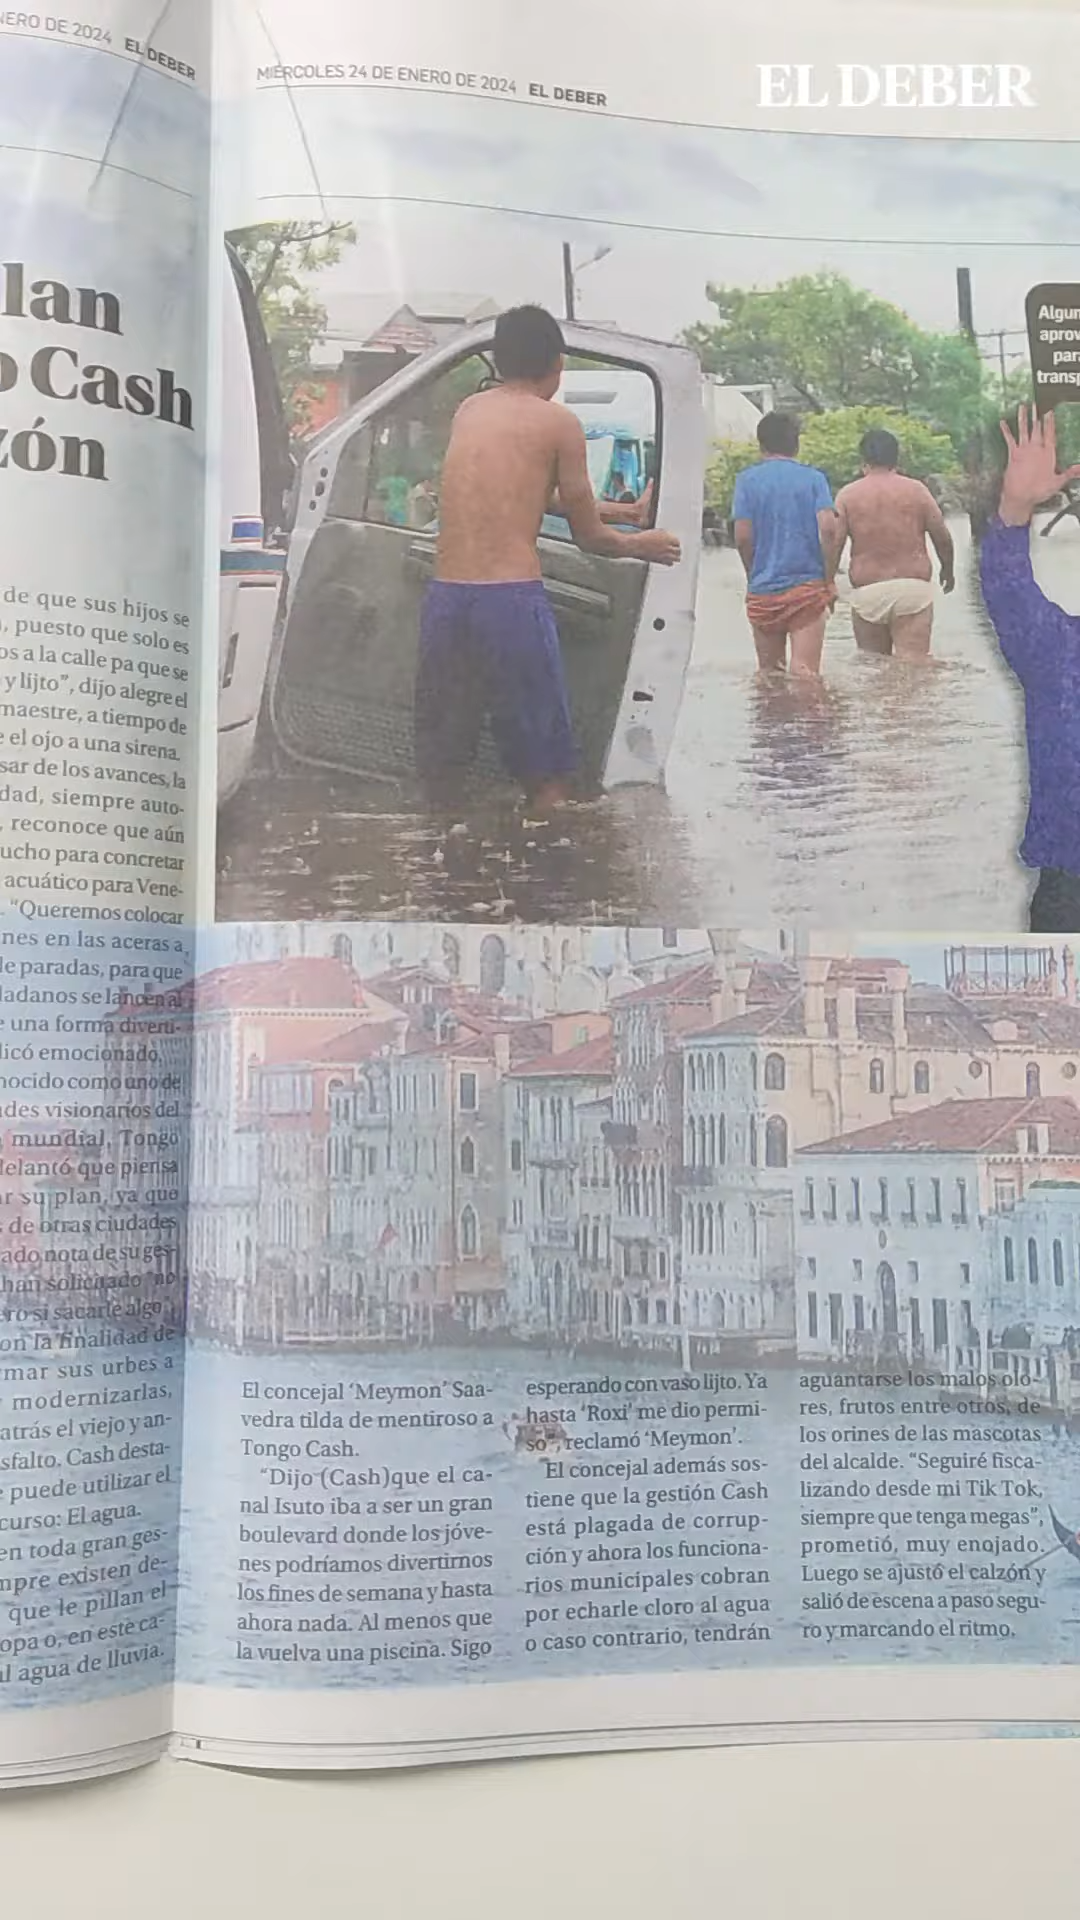 NERO DE 2024 EL DEBER
lan
o Cash
zón
de que sus hijos se
, puesto que solo es
os a la calle pa que se
y lijto”, dijo alegre el
maestre, a tiempo de
e el ojo a una sirena.
sar de los avances, la
dad, siempre auto-
, reconoce que aún
ucho para concretar
acuático para Vene-
. “Queremos colocar
nes en las aceras a
de paradas, para que
dadanos se lancen al
e una forma diverti-
licó emocionado.
nocido como uno de
des visionarios del
mundial, Tongo
delantó que piensa
ar su plan, ya que
s de otras ciudades
ado nota de su ges-
han solicitado “no
ero si sacarle algo”
on la finalidad de
mar sus urbes a
modernizarlas,
atrás el viejo y an-
sfalto. Cash desta-
e puede utilizar el
curso: El agua.
en toda gran ges-
mpre existen de-
que le pillan el
opa o, en este ca-
al agua de lluvia.
MIÉRCOLES 24 DE ENERO DE 2024 EL DEBER
EL DEBER
Algun
aprov
par
transp
El concejal ‘Meymon’ Saa-
vedra tilda de mentiroso a
Tongo Cash.
“Dijo (Cash)que el ca-
nal Isuto iba a ser un gran
boulevard donde los jóve-
nes podríamos divertirnos
los fines de semana y hasta
ahora nada. Al menos que
la vuelva una piscina. Sigo
esperando con vaso lijto. Ya
hasta ‘Roxi’ me dio permi-
so”, reclamó ‘Meymon’.
El concejal además sos-
tiene que la gestión Cash
está plagada de corrup-
ción y ahora los funciona-
rios municipales cobran
por echarle cloro al agua
o caso contrario, tendrán
aguantarse los malos olo-
res, frutos entre otros, de
los orines de las mascotas
del alcalde. “Seguiré fisca-
lizando desde mi Tik Tok,
siempre que tenga megas”,
prometió, muy enojado.
Luego se ajustó el calzón y
salió de escena a paso segu-
ro y marcando el ritmo.